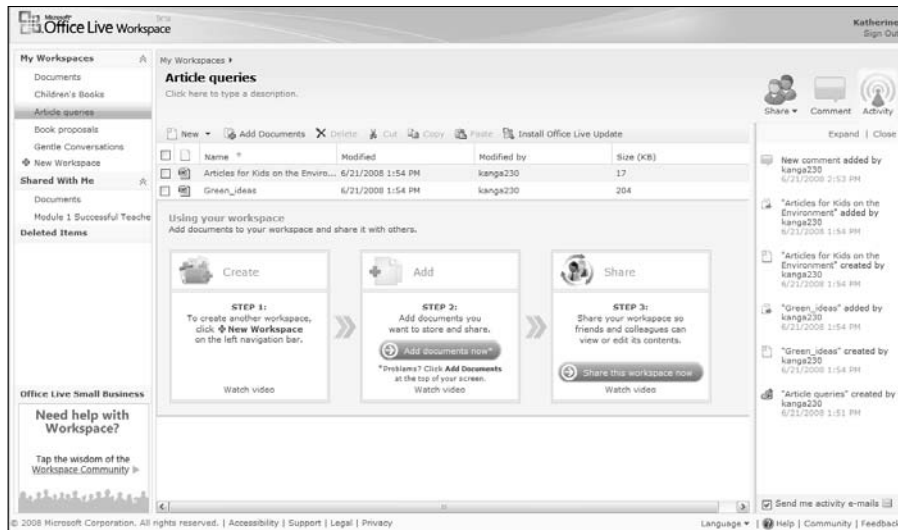 Microsoft
Office Live Workspace
Beta
Katherine
Sign Out
My Workspaces
Documents
Children's Books
Article queries
Book proposals
Gentle Conversations
New Workspace
Shared With Me
Documents
Module 1 Successful Teache
Deleted Items
Office Live Small Business
Need help with
Workspace?
Tap the wisdom of the
Workspace Community
My Workspaces
Article queries
Click here to type a description.
Share Comment Activity
New Add Documents Delete Cut Copy Paste Install Office Live Update
Name Modified Modified by Size (KB)
Articles for Kids on the Enviro... 6/21/2008 1:54 PM kanga230 17
Green_ideas 6/21/2008 1:54 PM kanga230 204
Using your workspace
Add documents to your workspace and share it with others.
Create
STEP 1:
To create another workspace,
click New Workspace
on the left navigation bar.
Watch video
Add
STEP 2:
Add documents you
want to store and share.
Add documents now*
*Problems? Click Add Documents
at the top of your screen.
Watch video
Share
STEP 3:
Share your workspace so
friends and colleagues can
view or edit its contents.
Share this workspace now
Watch video
Expand | Close
New comment added by
kanga230
6/21/2008 2:53 PM
"Articles for Kids on the
Environment" added by
kanga230
6/21/2008 1:54 PM
"Articles for Kids on the
Environment" created by
kanga230
6/21/2008 1:54 PM
"Green_ideas" added by
kanga230
6/21/2008 1:54 PM
"Green_ideas" created by
kanga230
6/21/2008 1:54 PM
"Article queries" created by
kanga230
6/21/2008 1:51 PM
Send me activity e-mails
© 2008 Microsoft Corporation. All rights reserved. | Accessibility | Support | Legal | Privacy
Language | Help | Community | Feedback